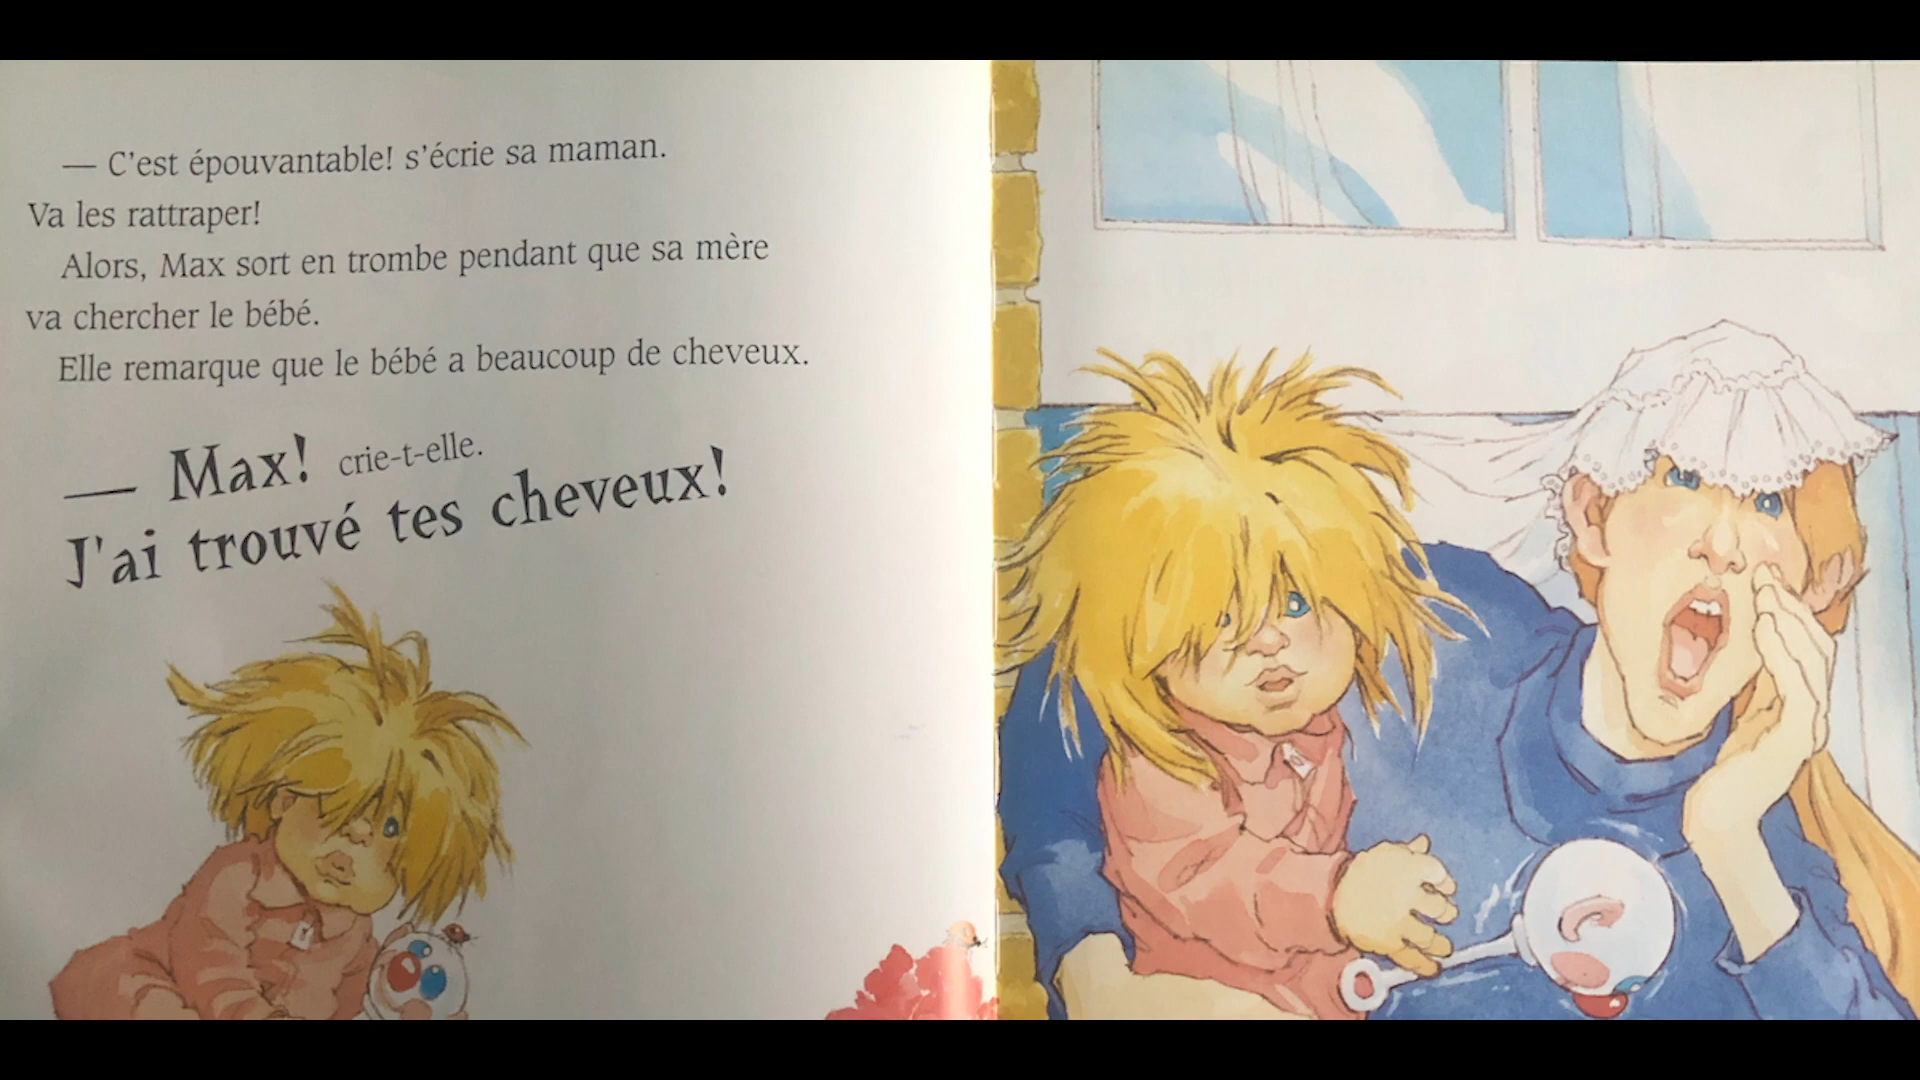 — C'est épouvantable! s'écrie sa maman.
Va les rattraper!
Alors, Max sort en trombe pendant que sa mère
va chercher le bébé.
Elle remarque que le bébé a beaucoup de cheveux.
— Max! crie-t-elle.
J'ai trouvé tes cheveux!